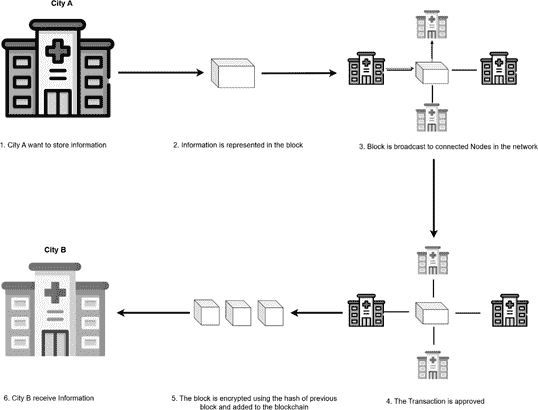 City A
1. City A want to store information
2. Information is represented in the block
3. Block is broadcast to connected Nodes in the network
City B
6. City B receive Information
5. The block is encrypted using the hash of previous
block and added to the blockchain
4. The Transaction is approved